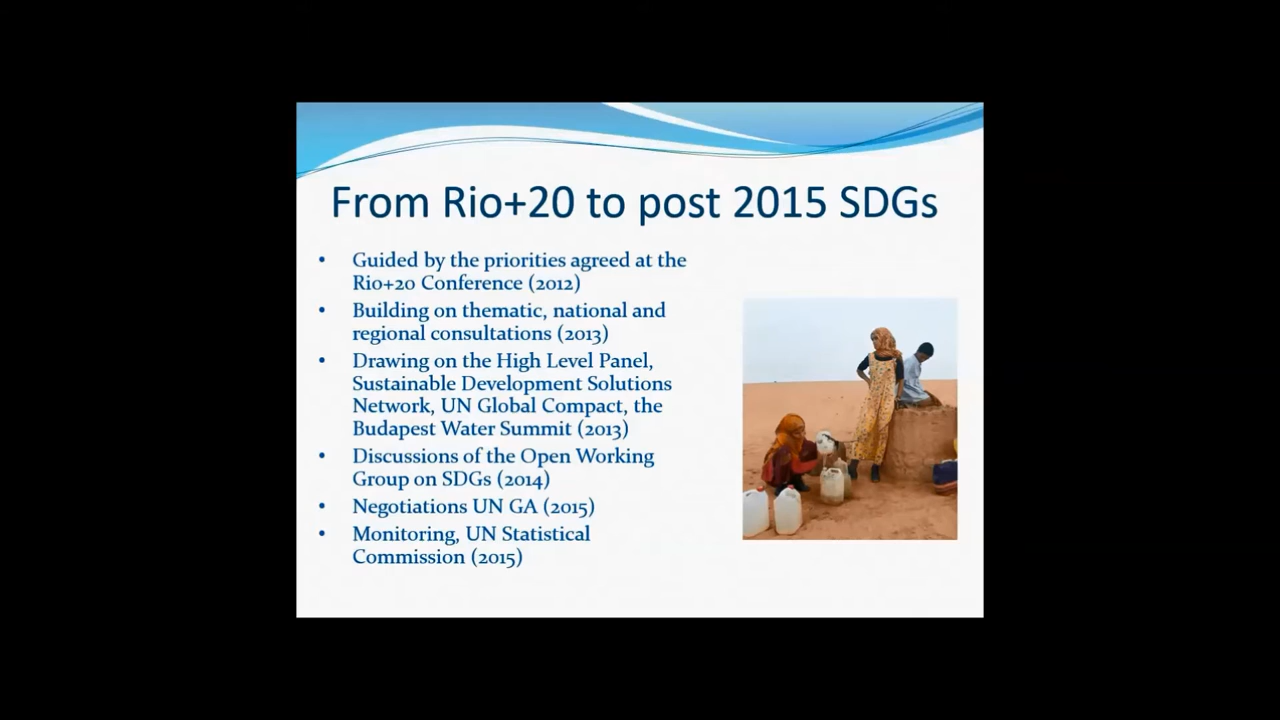 From Rio+20 to post 2015 SDGs
• Guided by the priorities agreed at the
Rio+20 Conference (2012)
• Building on thematic, national and
regional consultations (2013)
• Drawing on the High Level Panel,
Sustainable Development Solutions
Network, UN Global Compact, the
Budapest Water Summit (2013)
• Discussions of the Open Working
Group on SDGs (2014)
• Negotiations UN GA (2015)
• Monitoring, UN Statistical
Commission (2015)